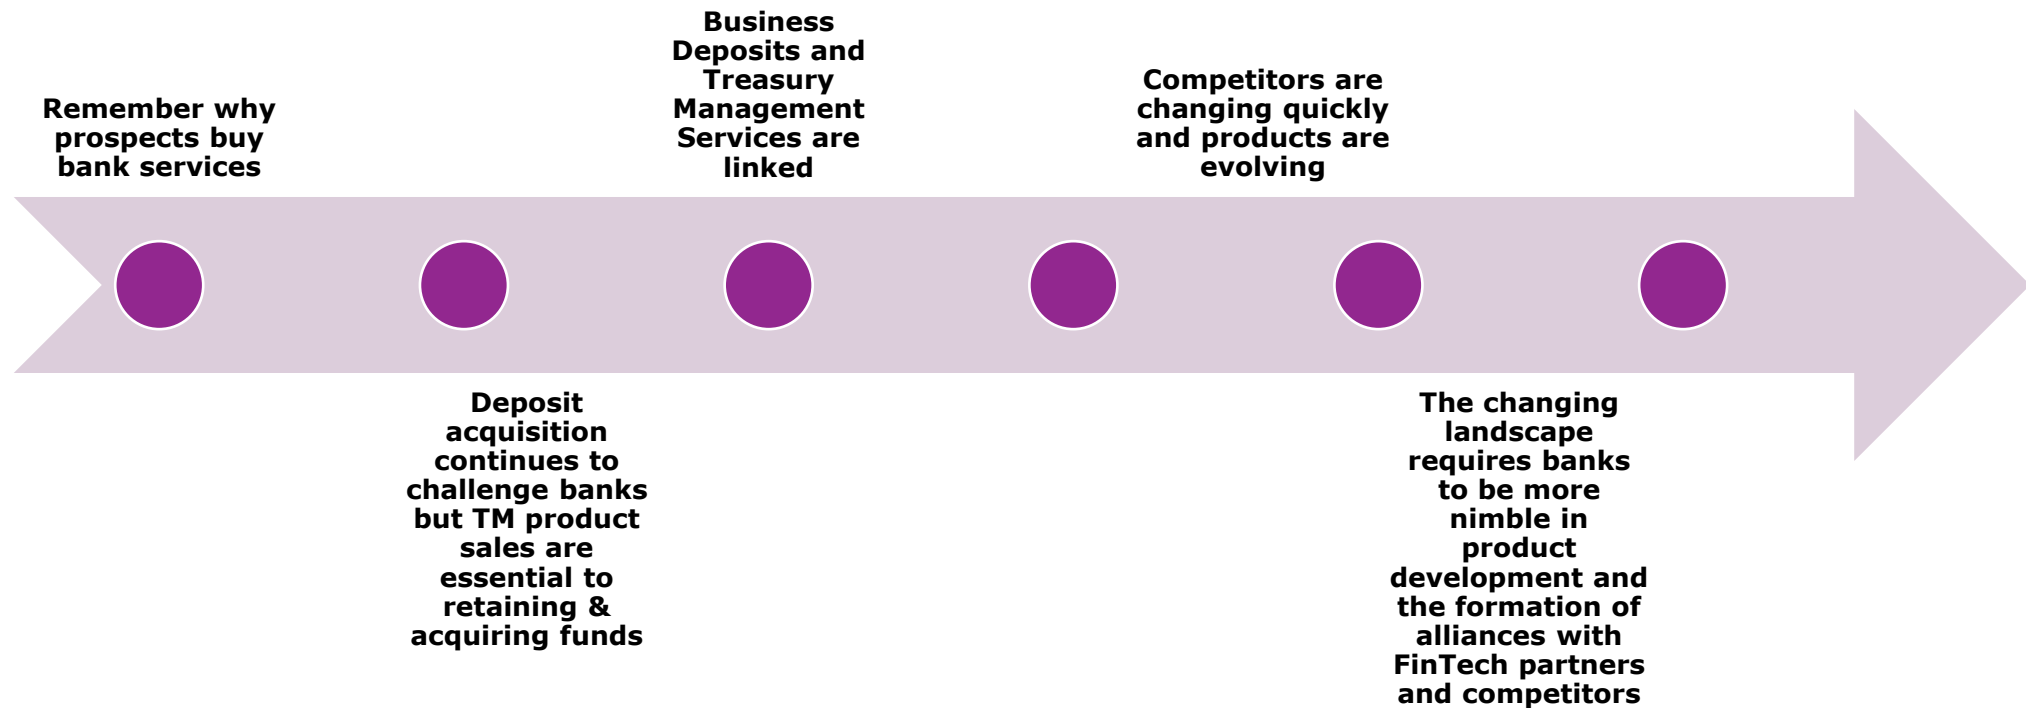 Remember why
prospects buy
bank services
Deposit
acquisition
continues to
challenge banks
but TM product
sales are
essential to
retaining &
acquiring funds
Business
Deposits and
Treasury
Management
Services are
linked
Competitors are
changing quickly
and products are
evolving
The changing
landscape
requires banks
to be more
nimble in
product
development and
the formation of
alliances with
FinTech partners
and competitors